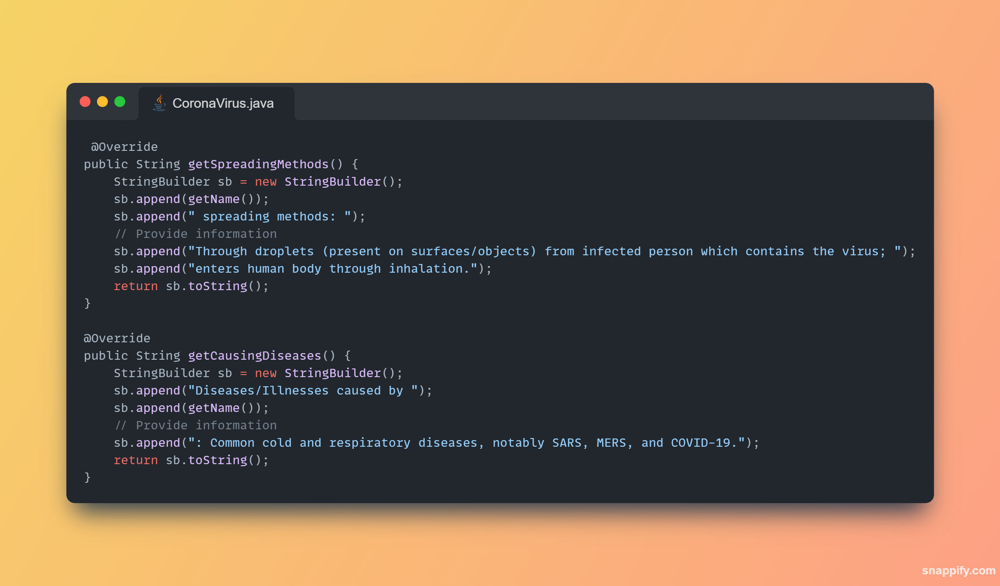 CoronaVirus.java
 @Override
public String getSpreadingMethods() {
    StringBuilder sb = new StringBuilder();
    sb.append(getName());
    sb.append(" spreading methods: ");
    // Provide information
    sb.append("Through droplets (present on surfaces/objects) from infected person which contains the virus; ");
    sb.append("enters human body through inhalation.");
    return sb.toString();
}

@Override
public String getCausingDiseases() {
    StringBuilder sb = new StringBuilder();
    sb.append("Diseases/Illnesses caused by ");
    sb.append(getName());
    // Provide information
    sb.append(": Common cold and respiratory diseases, notably SARS, MERS, and COVID-19.");
    return sb.toString();
}
snappify.com